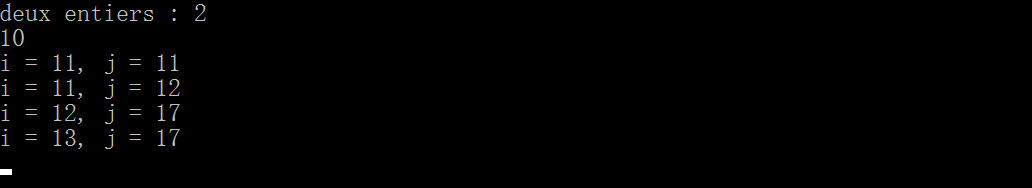 deux entiers : 2
10
i = 11, j = 11
i = 11, j = 12
i = 12, j = 17
i = 13, j = 17